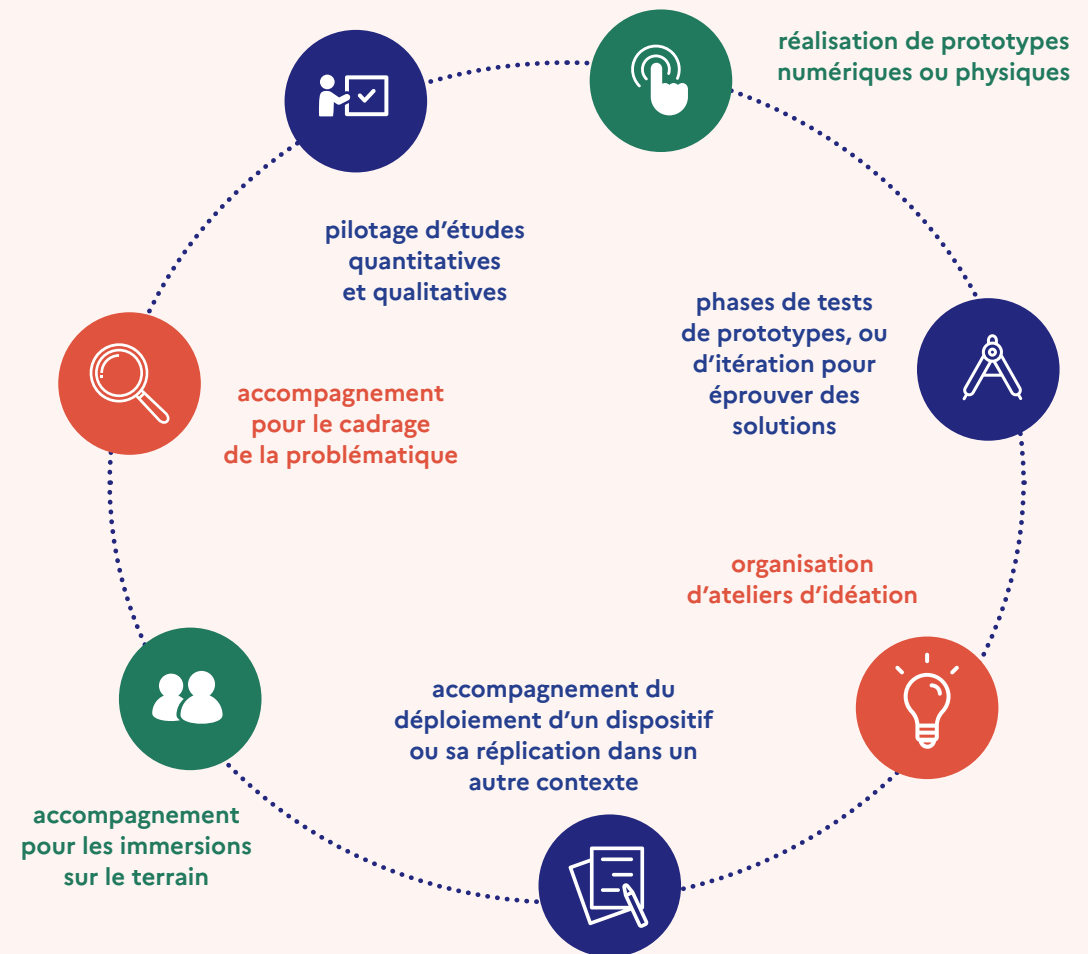 réalisation de prototypes
numériques ou physiques
pilotage d’études
quantitatives
et qualitatives
phases de tests
de prototypes, ou
d’itération pour
éprouver des
solutions
accompagnement
pour le cadrage
de la problématique
organisation
d’ateliers d’idéation
accompagnement du
déploiement d’un dispositif
ou sa réplication dans un
autre contexte
accompagnement
pour les immersions
sur le terrain